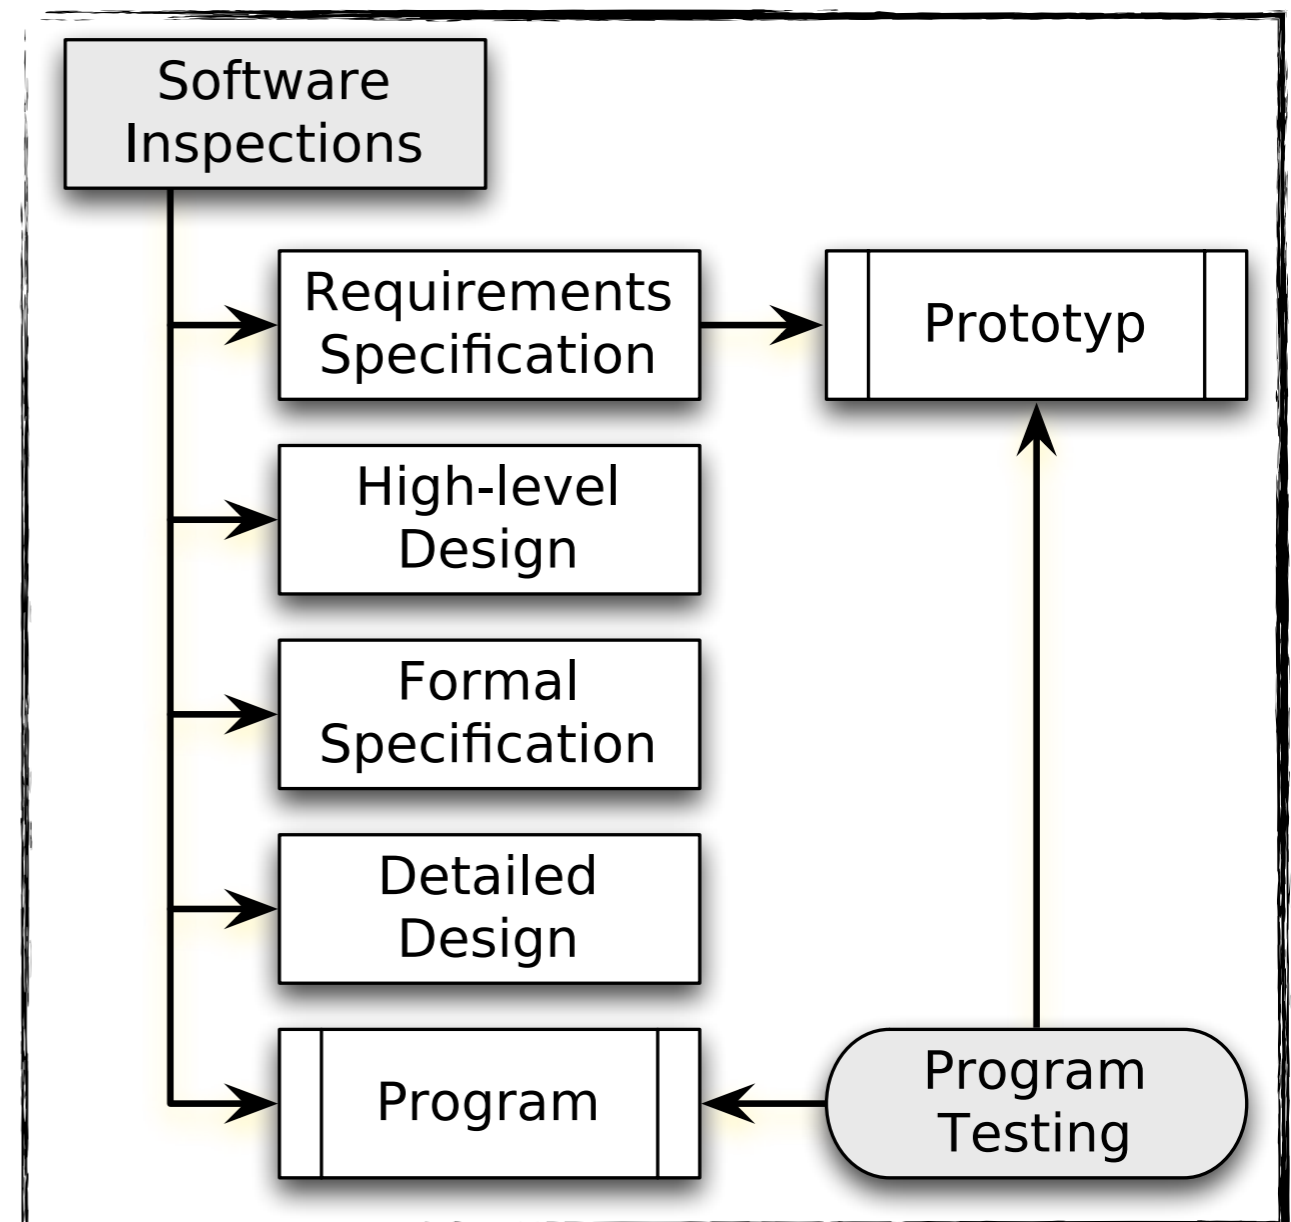 Software
Inspections
Requirements
Specification
Prototyp
High-level
Design
Formal
Specification
Detailed
Design
Program
Program
Testing